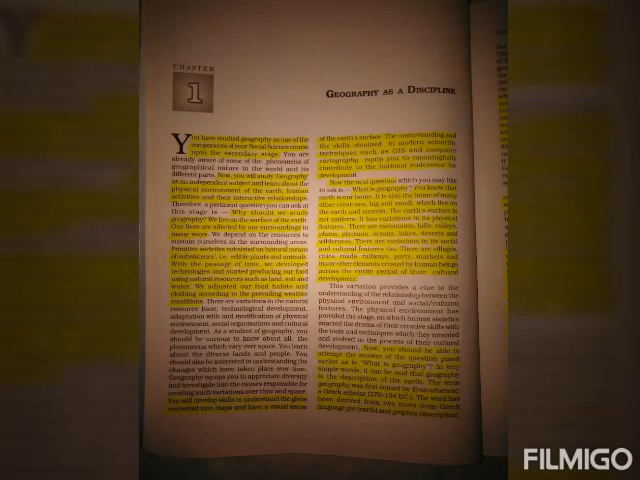 CHAPTER
1
GEOGRAPHY AS A DISCIPLINE
You have studied geography as one of the
components of your Social Science course
upto the secondary stage. You are
already aware of some of the phenomena of
geographical nature in the world and its
different parts. Now, you will study 'Geography'
as an independent subject and learn about the
physical environment of the earth, human
activities and their interactive relationships.
Therefore, a pertinent question you can ask at
this stage is — Why should we study
geography? We live on the surface of the earth.
Our lives are affected by our surroundings in
many ways. We depend on the resources to
sustain ourselves in the surrounding areas.
Primitive societies subsisted on 'natural means
of subsistence', i.e. edible plants and animals.
With the passage of time, we developed
technologies and started producing our food
using natural resources such as land, soil and
water. We adjusted our food habits and
clothing according to the prevailing weather
conditions. There are variations in the natural
resource base, technological development,
adaptation with and modification of physical
environment, social organisations and cultural
development. As a student of geography, you
should be curious to know about all the
phenomena which vary over space. You learn
about the diverse lands and people. You
should also be interested in understanding the
changes which have taken place over time.
Geography equips you to appreciate diversity
and investigate into the causes responsible for
creating such variations over time and space.
You will develop skills to understand the globe
converted into maps and have a visual sense
of the earth's surface. The understanding and
the skills obtained in modern scientific
techniques such as GIS and computer
cartography equip you to meaningfully
contribute to the national endeavour for
development.
Now the next question which you may like
to ask is — What is geography? You know that
earth is our home. It is also the home of many
other creatures, big and small, which live on
the earth and sustain. The earth's surface is
not uniform. It has variations in its physical
features. There are mountains, hills, valleys,
plains, plateaus, oceans, lakes, deserts and
wilderness. There are variations in its social
and cultural features too. There are villages,
cities, roads, railways, ports, markets and
many other elements created by human beings
across the entire period of their cultural
development.
This variation provides a clue to the
understanding of the relationship between the
physical environment and social/cultural
features. The physical environment has
provided the stage, on which human societies
enacted the drama of their creative skills with
the tools and techniques which they invented
and evolved in the process of their cultural
development. Now, you should be able to
attempt the answer of the question posed
earlier as to "What is geography"? In very
simple words, it can be said that geography
is the description of the earth. The term
geography was first coined by Eratosthenese,
a Greek scholar (276-194 BC.). The word has
been derived from two roots from Greek
language geo (earth) and graphos (description).
FILMIGO